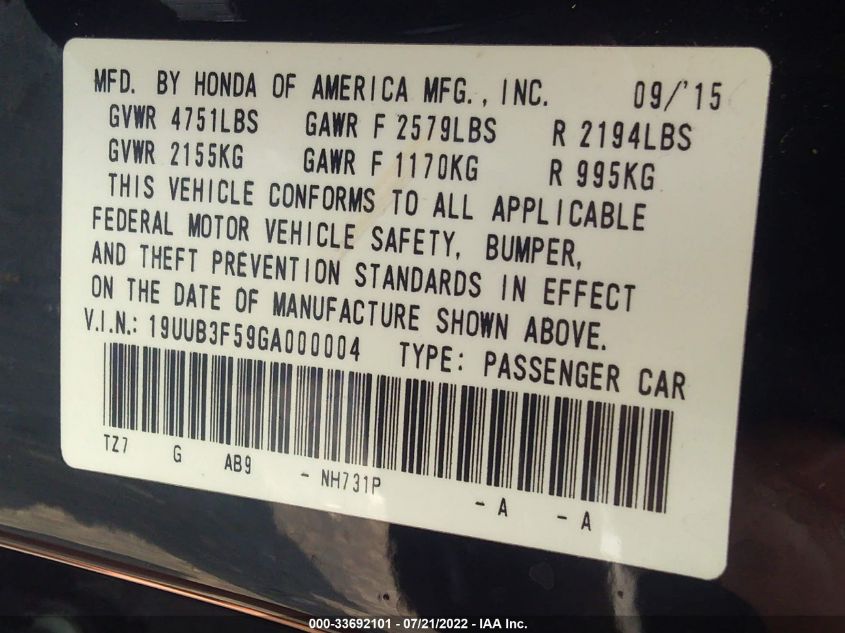 MFD. BY HONDA OF AMERICA MFG., INC. 09/'15
GVWR 4751LBS GAWR F 2579LBS R 2194LBS
GVWR 2155KG GAWR F 1170KG R 995KG
THIS VEHICLE CONFORMS TO ALL APPLICABLE
FEDERAL MOTOR VEHICLE SAFETY, BUMPER,
AND THEFT PREVENTION STANDARDS IN EFFECT
ON THE DATE OF MANUFACTURE SHOWN ABOVE.
V.I.N.: 19UUB3F59GA000004 TYPE: PASSENGER CAR
TZ7 G AB9 - NH731P - A - A
000-33692101 - 07/21/2022 - IAA Inc.